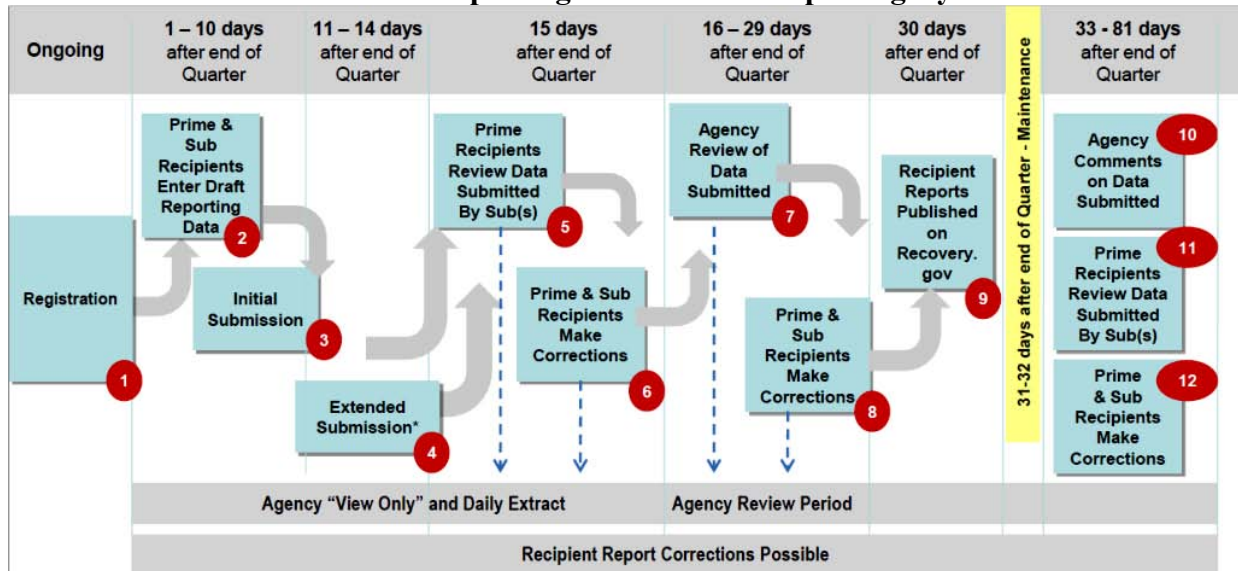 Ongoing
1 – 10 days
after end of
Quarter
11 – 14 days
after end of
Quarter
15 days
after end of
Quarter
16 – 29 days
after end of
Quarter
30 days
after end of
Quarter
31-32 days after end of Quarter - Maintenance
33 - 81 days
after end of
Quarter
Registration
1
Prime &
Sub
Recipients
Enter Draft
Reporting
Data
2
Initial
Submission
3
Extended
Submission*
4
Prime
Recipients
Review Data
Submitted
By Sub(s)
5
Prime & Sub
Recipients
Make
Corrections
6
Agency
Review of
Data
Submitted
7
Prime &
Sub
Recipients
Make
Corrections
8
Recipient
Reports
Published
on
Recovery.
gov
9
10
Agency
Comments
on Data
Submitted
11
Prime
Recipients
Review Data
Submitted
By Sub(s)
12
Prime
& Sub
Recipients
Make
Corrections
Agency “View Only” and Daily Extract
Agency Review Period
Recipient Report Corrections Possible